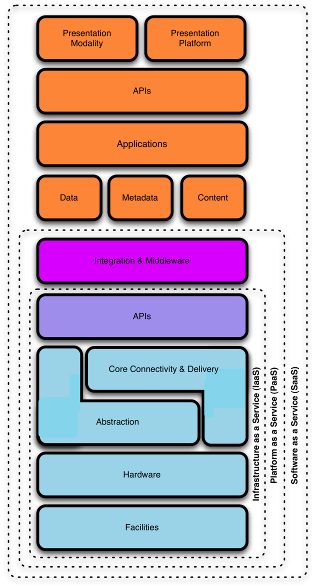 Presentation
Modality
Presentation
Platform
APIs
Applications
Data
Metadata
Content
Integration & Middleware
APIs
Core Connectivity & Delivery
Abstraction
Hardware
Facilities
Infrastructure as a Service (IaaS)
Platform as a Service (PaaS)
Software as a Service (SaaS)